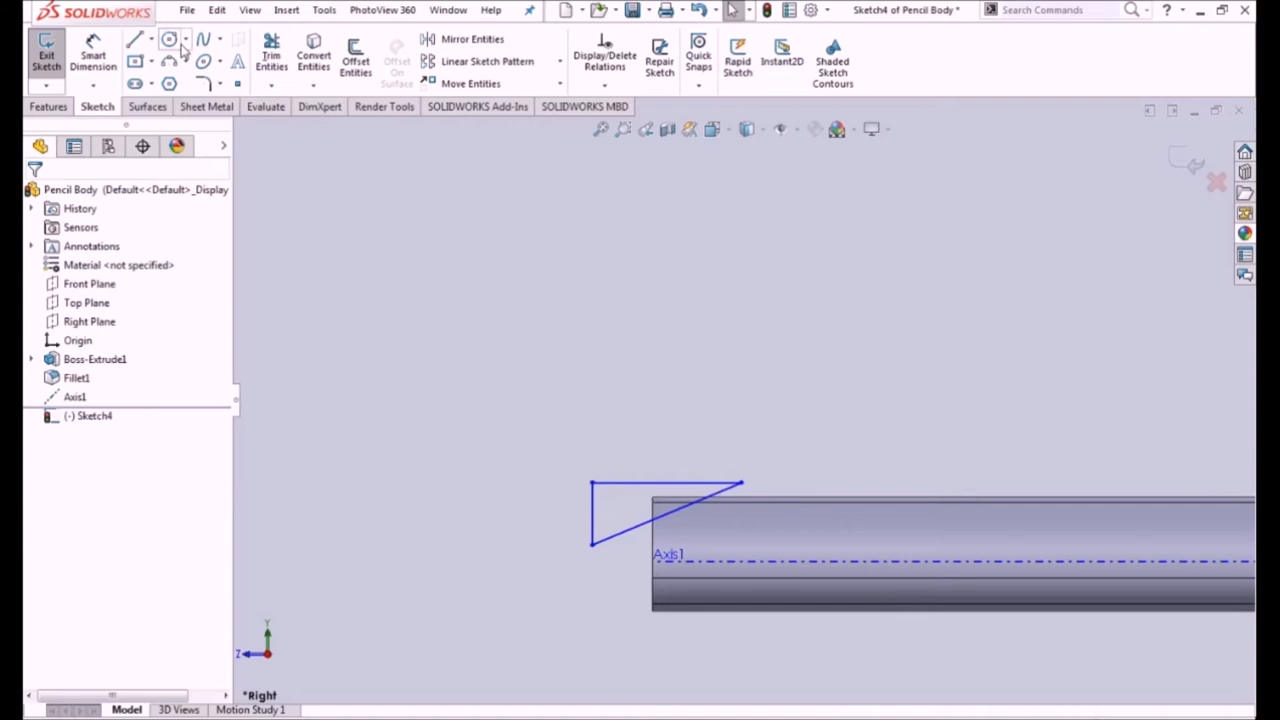 SOLIDWORKS File Edit View Insert Tools PhotoView 360 Window Help Sketch4 of Pencil Body * Search Commands
Exit Sketch
Smart Dimension
Trim Entities
Convert Entities
Offset Entities
Offset On Surface
Mirror Entities
Linear Sketch Pattern
Move Entities
Display/Delete Relations
Repair Sketch
Quick Snaps
Rapid Sketch
Instant2D
Shaded Sketch Contours
Features Sketch Surfaces Sheet Metal Evaluate DimXpert Render Tools SOLIDWORKS Add-Ins SOLIDWORKS MBD
Pencil Body (Default<<Default>_Display
History
Sensors
Annotations
Material <not specified>
Front Plane
Top Plane
Right Plane
Origin
Boss-Extrude1
Fillet1
Axis1
(-) Sketch4
Axis1
Y
Z
*Right
Model 3D Views Motion Study 1